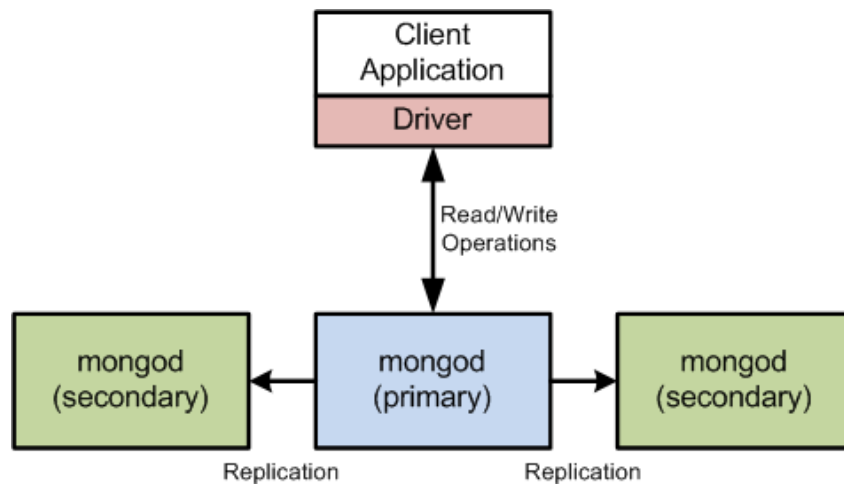 Client
Application
Driver
Read/Write
Operations
mongod
(secondary)
mongod
(primary)
mongod
(secondary)
Replication
Replication